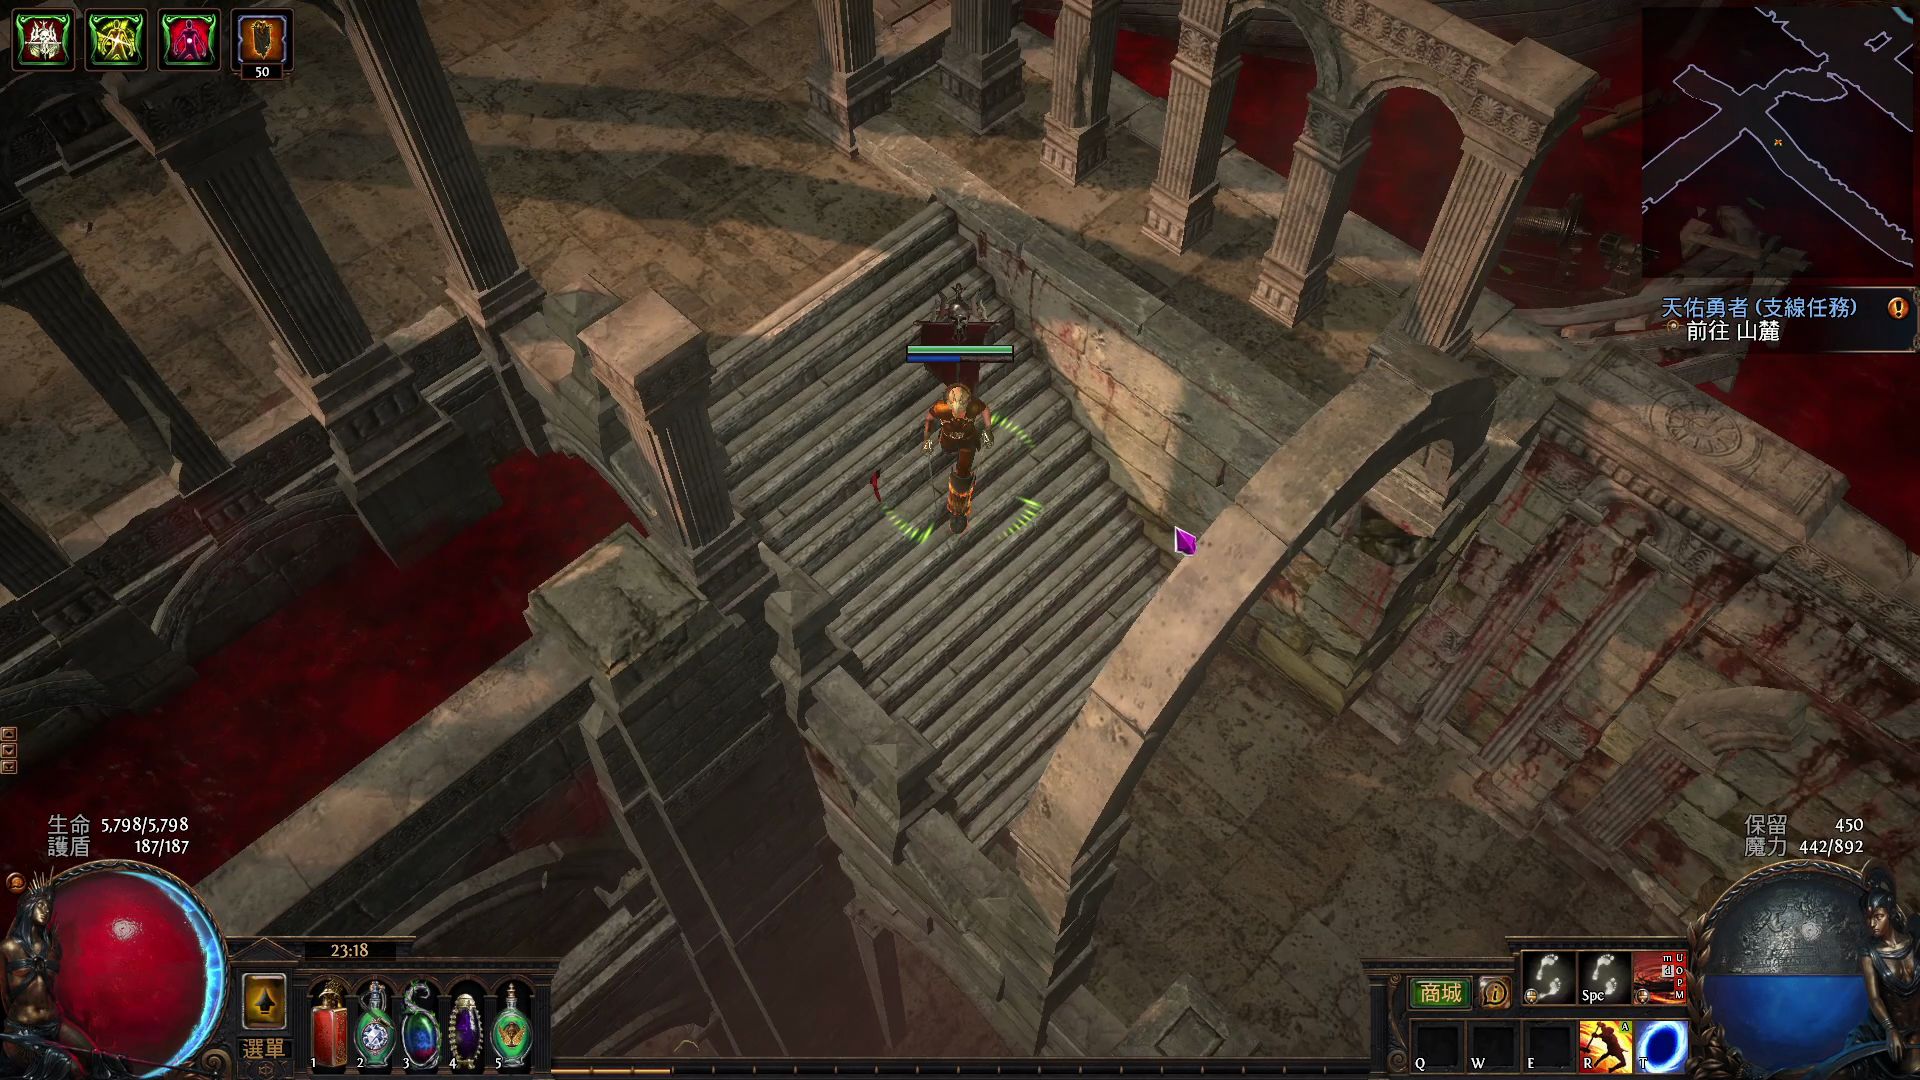 50
天佑勇者 (支線任務)
前往 山麓
生命 5,798/5,798
護盾 187/187
保留 450
魔力 442/892
23:18
選單
1
2
3
4
5
商城
Spc
m U
d O
P
M
Q
W
E
R
A
T